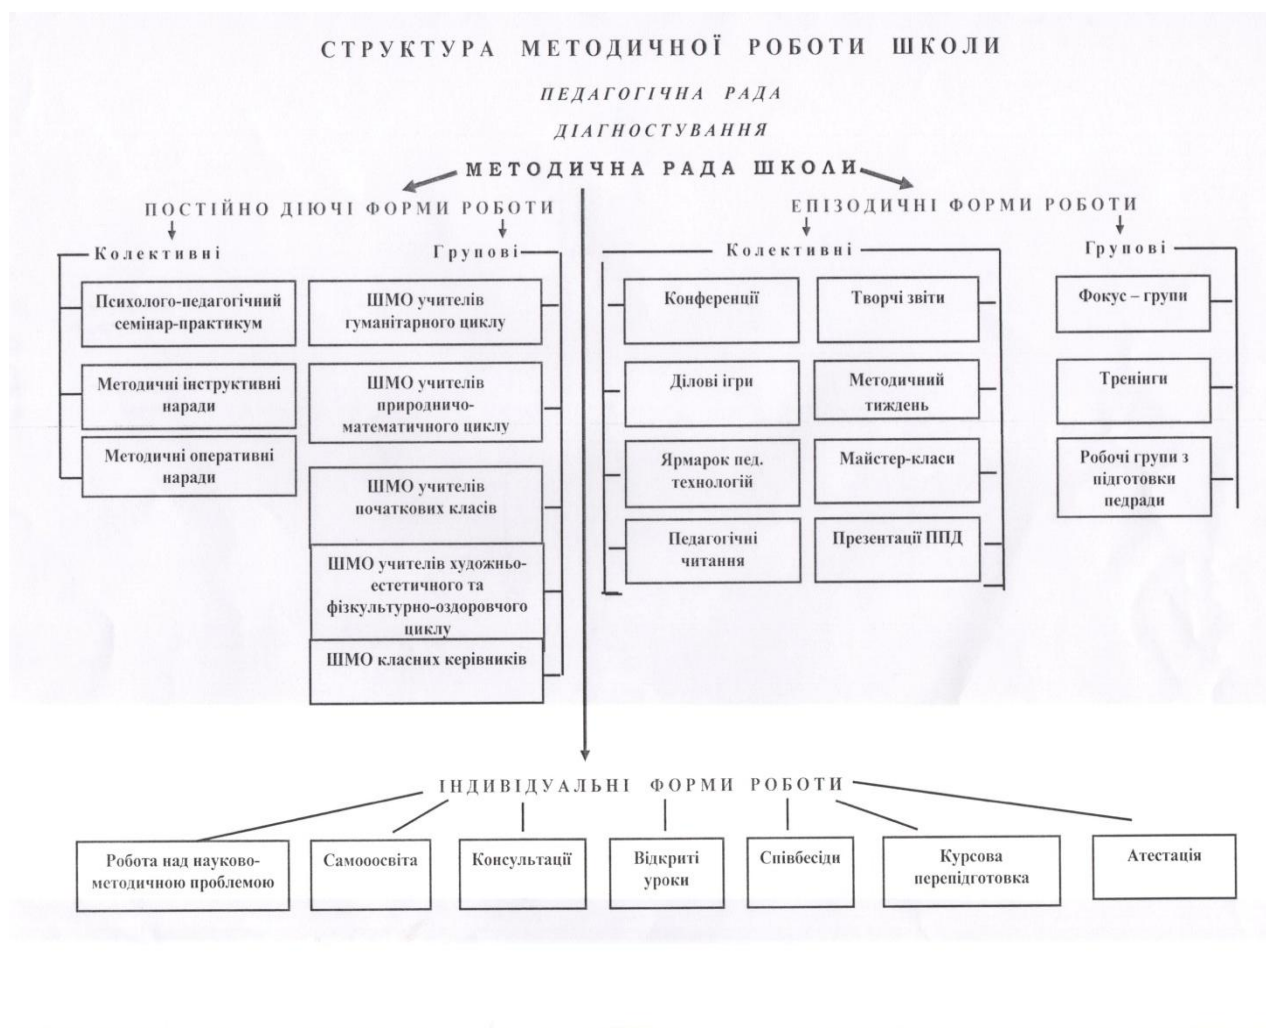 СТРУКТУРА МЕТОДИЧНОЇ РОБОТИ ШКОЛИ
ПЕДАГОГІЧНА РАДА
ДІАГНОСТУВАННЯ
МЕТОДИЧНА РАДА ШКОЛИ
ПОСТІЙНО ДІЮЧІ ФОРМИ РОБОТИ
Колективні
Психолого-педагогічний
семінар-практикум
Методичні інструктивні
наради
Методичні оперативні
наради
Групові
ШМО учителів
гуманітарного циклу
ШМО учителів
природничо-
математичного циклу
ШМО учителів
початкових класів
ШМО учителів художньо-
естетичного та
фізкультурно-оздоровчого
циклу
ШМО класних керівників
ЕПІЗОДИЧНІ ФОРМИ РОБОТИ
Колективні
Конференції
Творчі звіти
Ділові ігри
Методичний
тиждень
Ярмарок пед.
технологій
Майстер-класи
Педагогічні
читання
Презентації ППД
Групові
Фокус – групи
Тренінги
Робочі групи з
підготовки
педради
ІНДИВІДУАЛЬНІ ФОРМИ РОБОТИ
Робота над науково-
методичною проблемою
Самооосвіта
Консультації
Відкриті
уроки
Співбесіди
Курсова
перепідготовка
Атестація